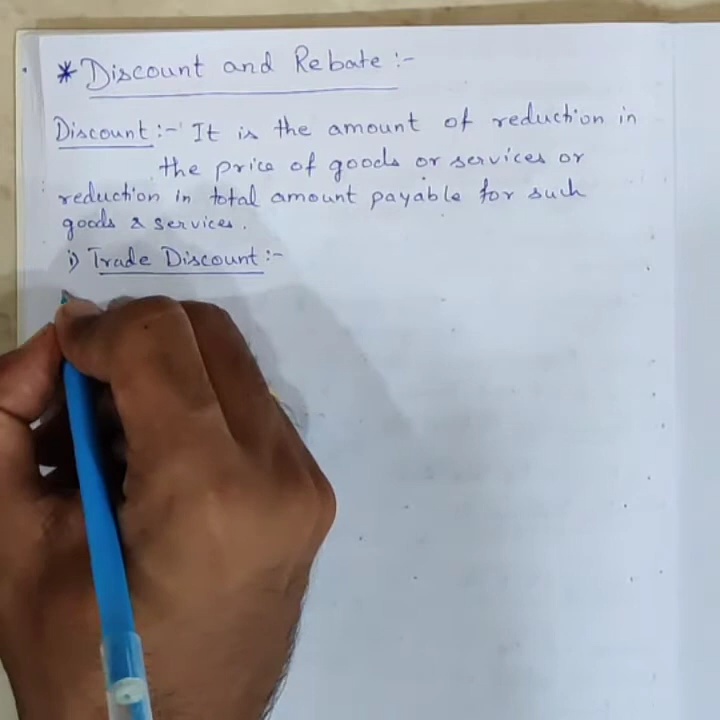 * Discount and Rebate :-
Discount :- It is the amount of reduction in
the price of goods or services or
reduction in total amount payable for such
goods & services.
i) Trade Discount :-